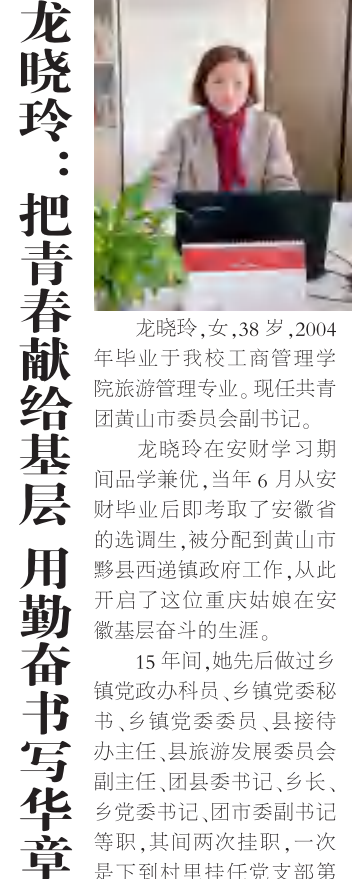 龙晓玲：把青春献给基层 用勤奋书写华章
龙晓玲,女,38 岁,2004
年毕业于我校工商管理学
院旅游管理专业。现任共青
团黄山市委员会副书记。
龙晓玲在安财学习期
间品学兼优,当年 6 月从安
财毕业后即考取了安徽省
的选调生,被分配到黄山市
黟县西递镇政府工作,从此
开启了这位重庆姑娘在安
徽基层奋斗的生涯。
15 年间,她先后做过乡
镇党政办科员、乡镇党委秘
书、乡镇党委委员、县接待
办主任、县旅游发展委员会
副主任、团县委书记、乡长、
乡党委书记、团市委副书记
等职,其间两次挂职,一次
是下到村里挂任党支部第